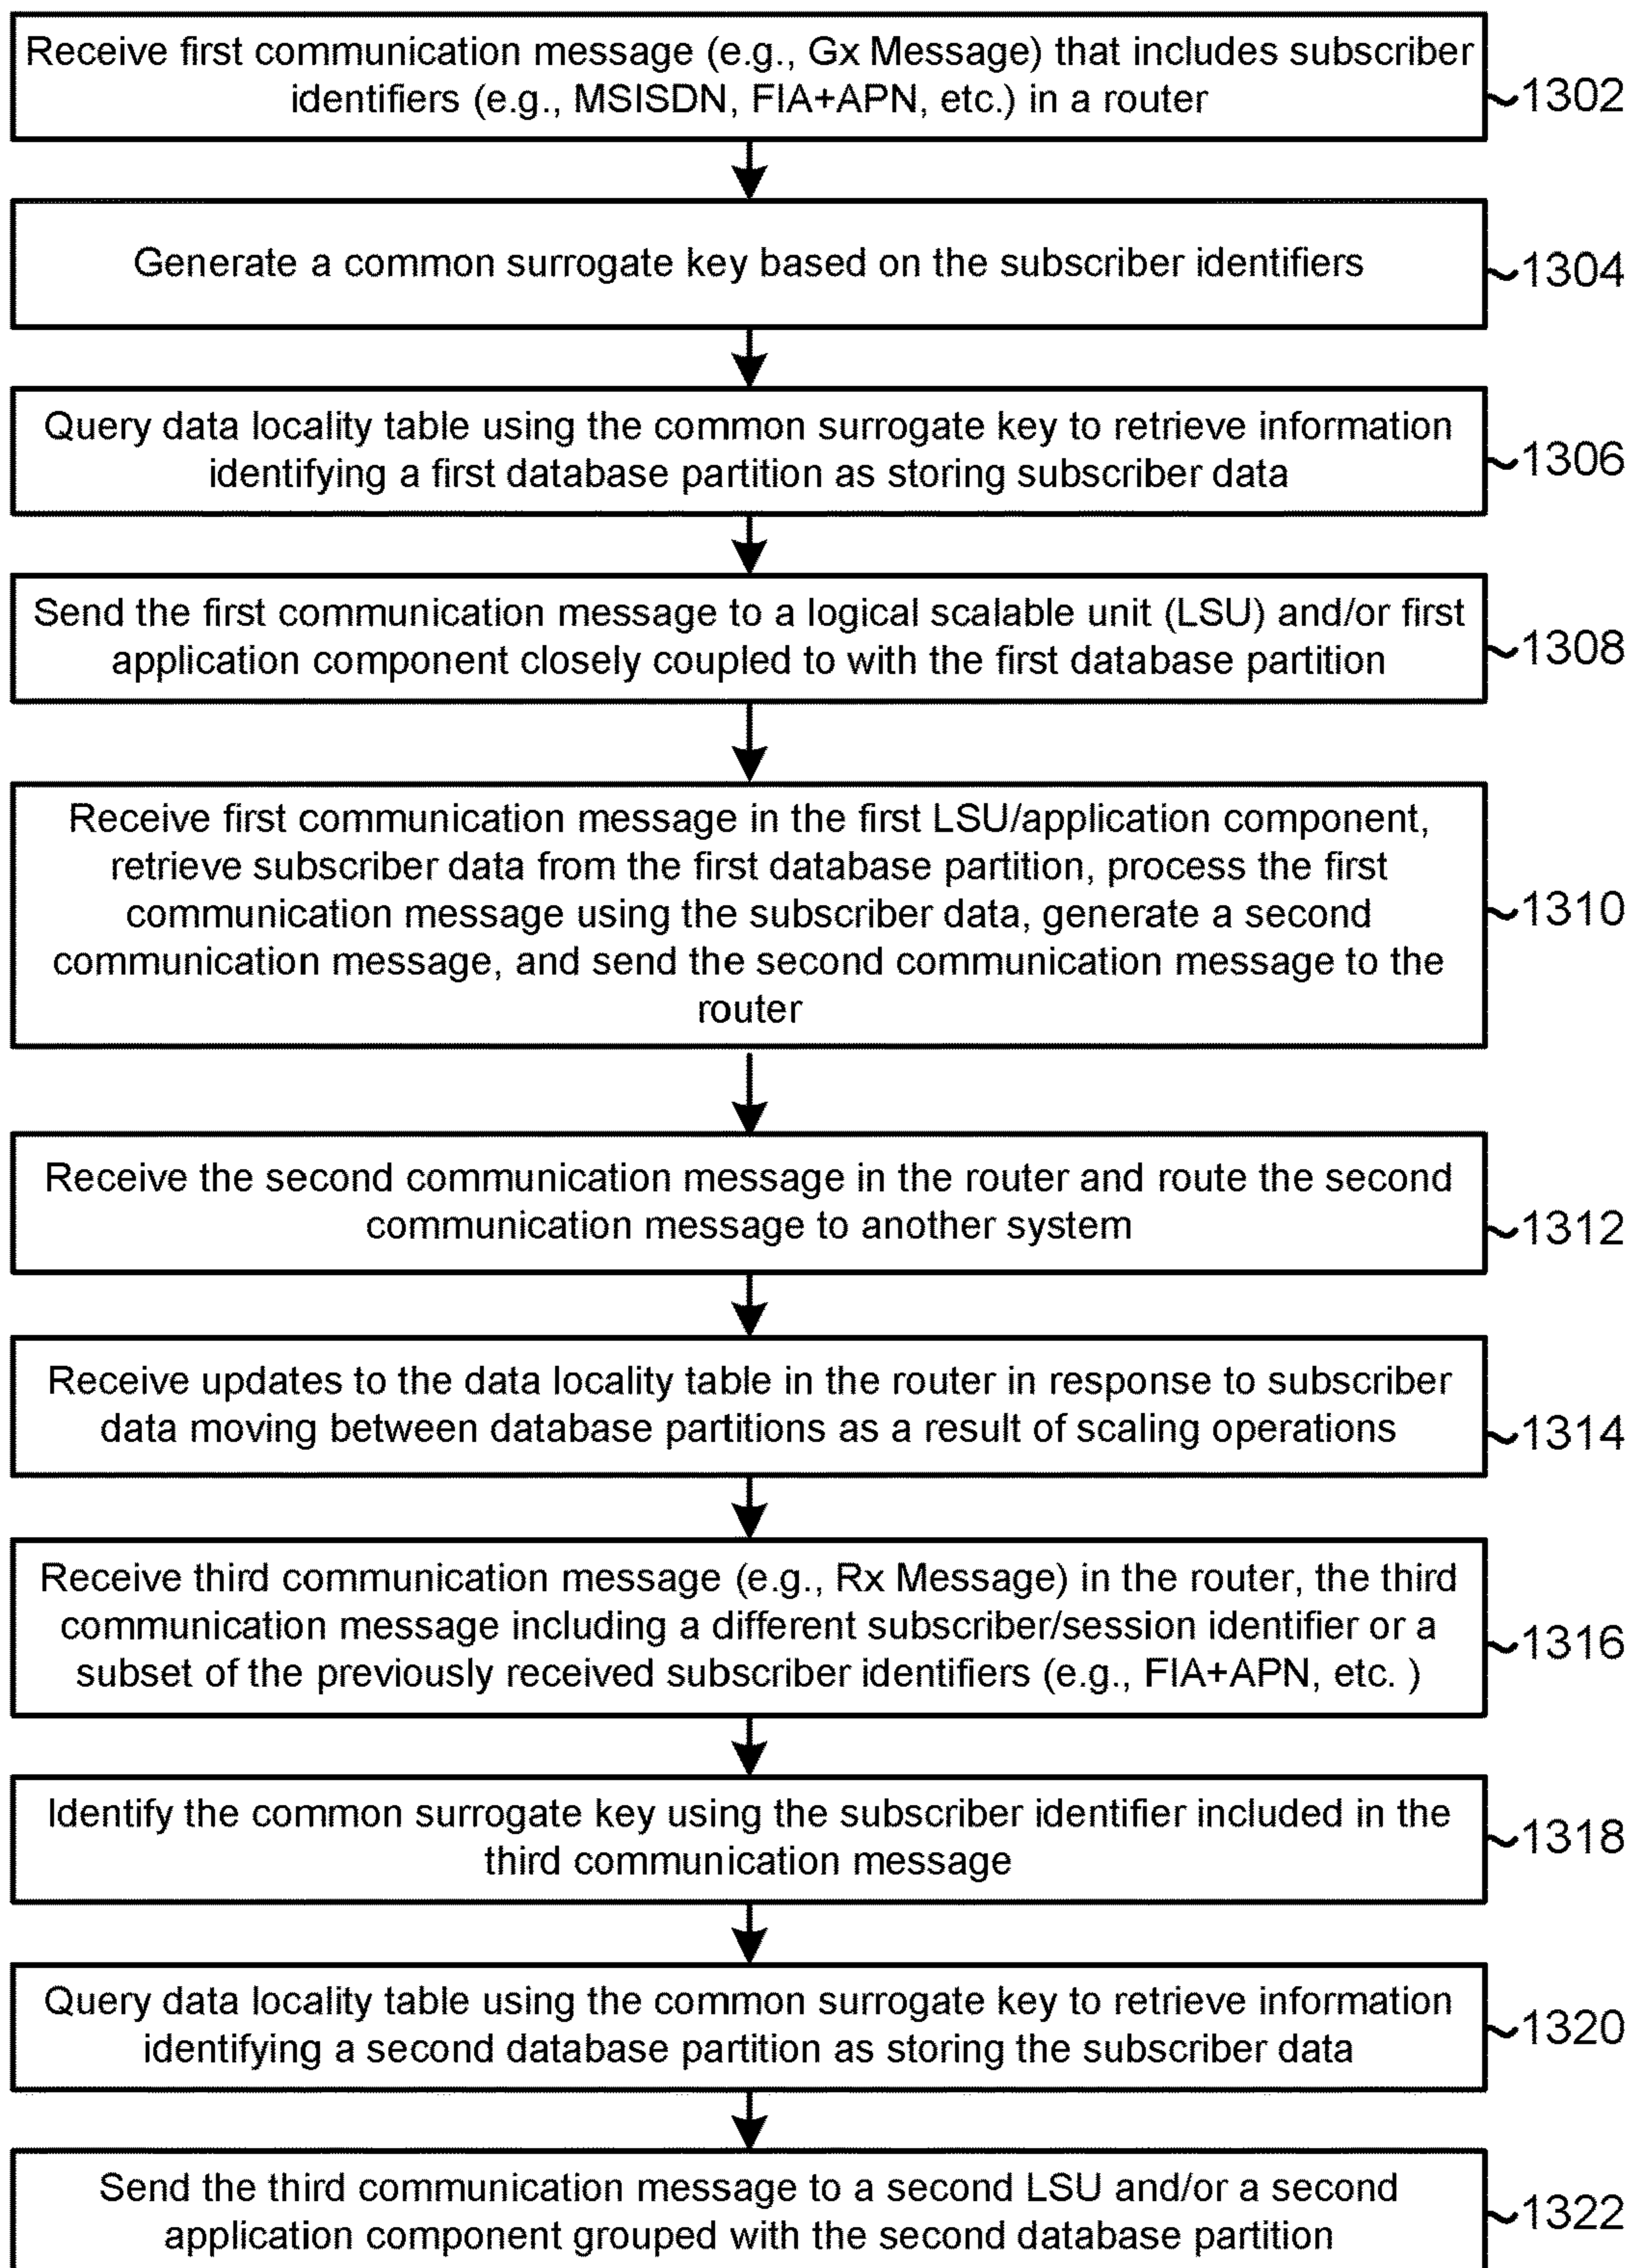 Receive first communication message (e.g., Gx Message) that includes subscriber
identifiers (e.g., MSISDN, FIA+APN, etc.) in a router
1302
Generate a common surrogate key based on the subscriber identifiers
1304
Query data locality table using the common surrogate key to retrieve information
identifying a first database partition as storing subscriber data
1306
Send the first communication message to a logical scalable unit (LSU) and/or first
application component closely coupled to with the first database partition
1308
Receive first communication message in the first LSU/application component,
retrieve subscriber data from the first database partition, process the first
communication message using the subscriber data, generate a second
communication message, and send the second communication message to the
router
1310
Receive the second communication message in the router and route the second
communication message to another system
1312
Receive updates to the data locality table in the router in response to subscriber
data moving between database partitions as a result of scaling operations
1314
Receive third communication message (e.g., Rx Message) in the router, the third
communication message including a different subscriber/session identifier or a
subset of the previously received subscriber identifiers (e.g., FIA+APN, etc. )
1316
Identify the common surrogate key using the subscriber identifier included in the
third communication message
1318
Query data locality table using the common surrogate key to retrieve information
identifying a second database partition as storing the subscriber data
1320
Send the third communication message to a second LSU and/or a second
application component grouped with the second database partition
1322